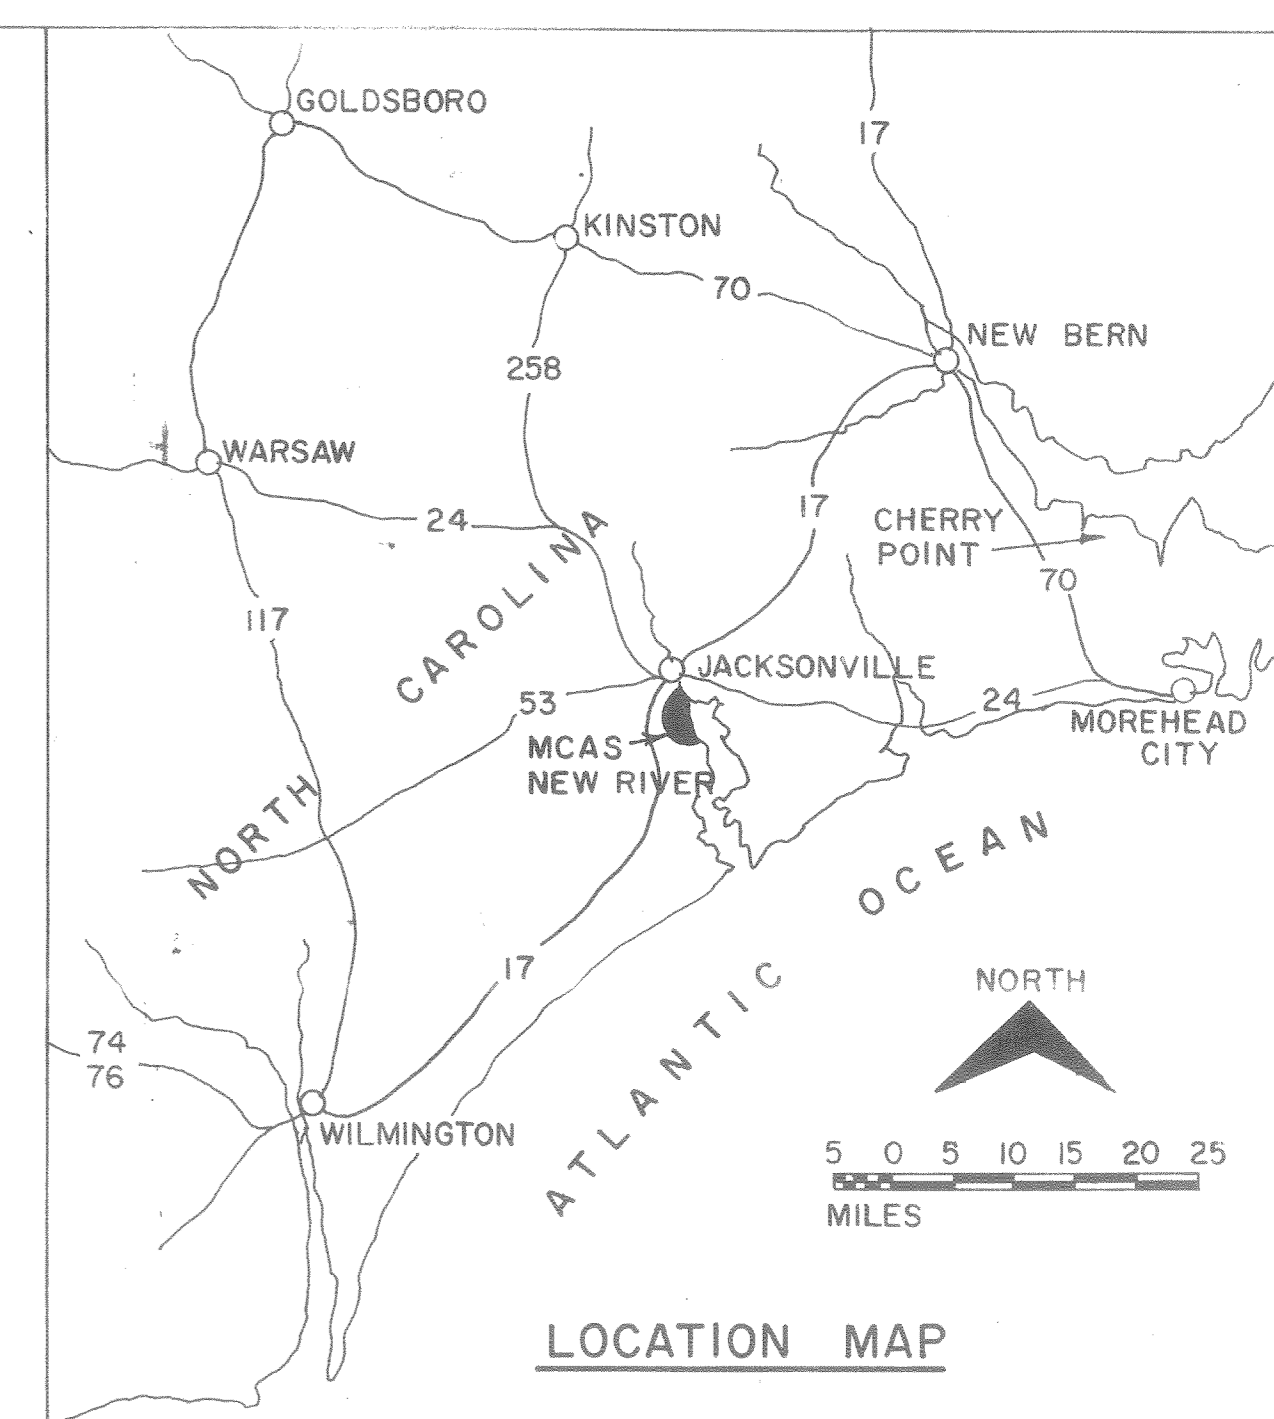 GOLDSBORO
17
KINSTON
70
NEW BERN
258
WARSAW
24
17
CHERRY
POINT
70
117
NORTH CAROLINA
JACKSONVILLE
53
24
MOREHEAD
CITY
MCAS
NEW RIVER
ATLANTIC OCEAN
17
NORTH
74
76
WILMINGTON
5 0 5 10 15 20 25
MILES
LOCATION MAP